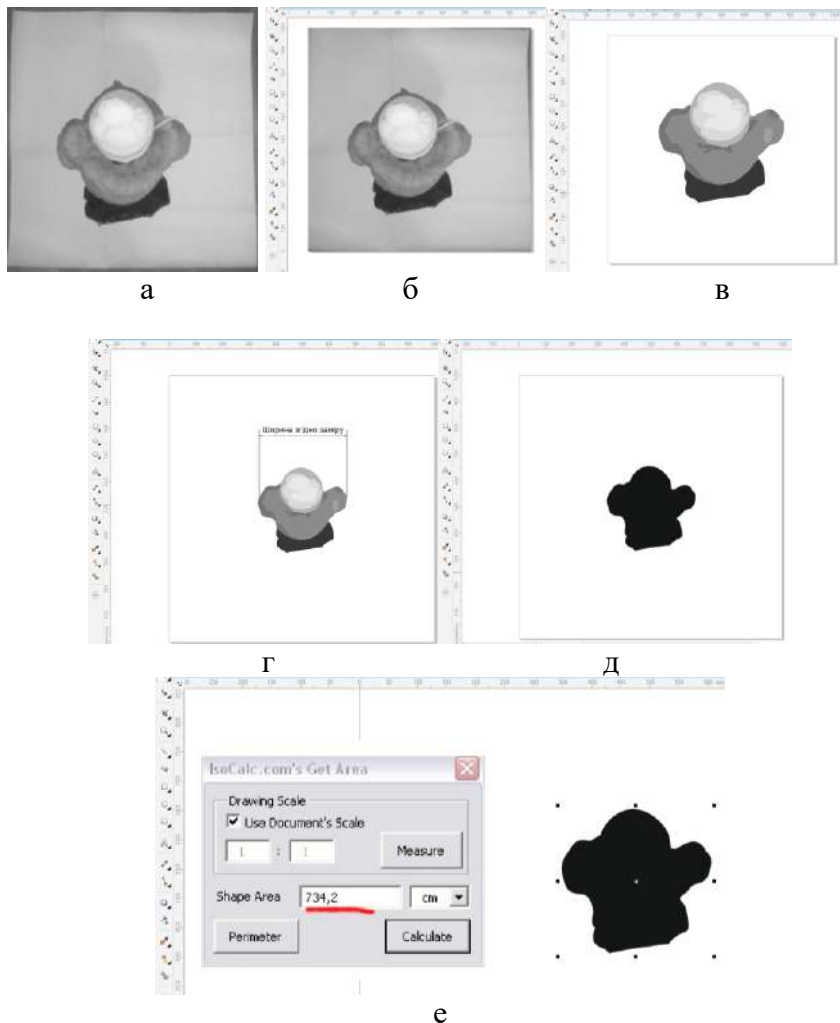 а
б
в
Ширина згідно заміру
г
д
IsoCalc.com's Get Area
Drawing Scale
Use Document's Scale
1 : 1
Measure
Shape Area 734,2 cm
Perimeter
Calculate
е